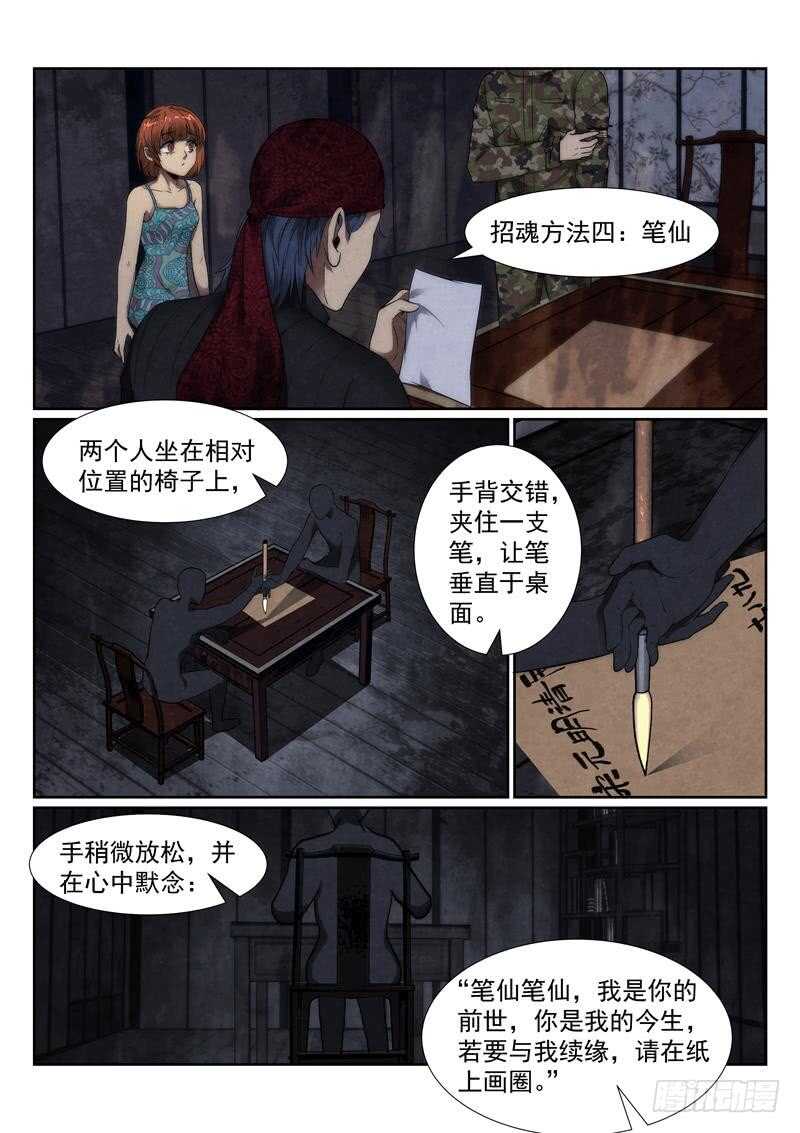 招魂方法四：笔仙
两个人坐在相对
位置的椅子上，
手背交错，
夹住一支
笔，让笔
垂直于桌
面。
宋元明清
手稍微放松，并
在心中默念：
“笔仙笔仙，我是你的
前世，你是我的今生，
若要与我续缘，请在纸
上画圈。”
腾讯动漫